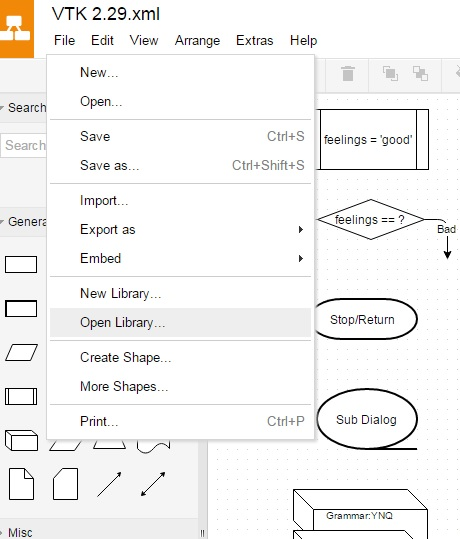 VTK 2.29.xml
File Edit View Arrange Extras Help
New...
Open...
Save Ctrl+S
Save as... Ctrl+Shift+S
Import...
Export as
Embed
New Library...
Open Library...
Create Shape...
More Shapes...
Print... Ctrl+P
Search
Search
Genera
Misc
feelings = 'good'
feelings == ?
Bad
Stop/Return
Sub Dialog
Grammar:YNQ